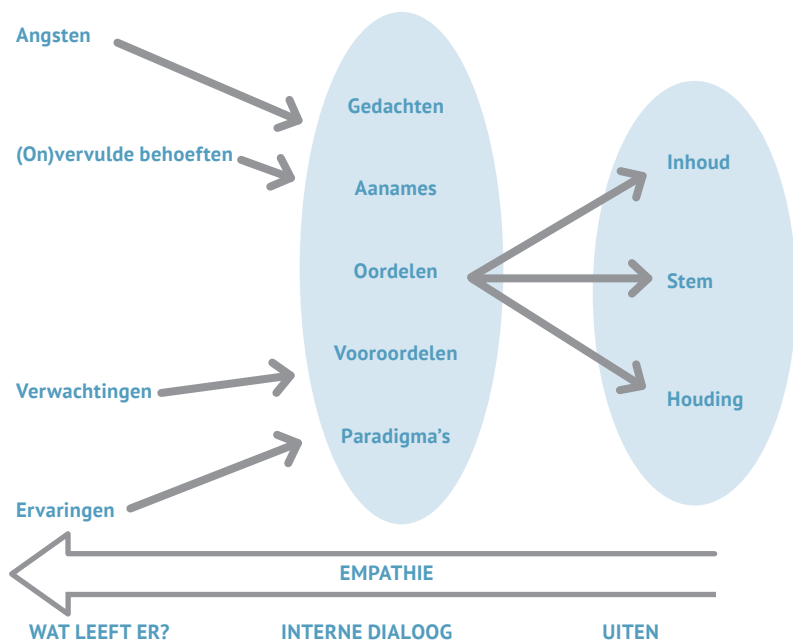 Angsten
(On)vervulde behoeften
Verwachtingen
Ervaringen
Gedachten
Aanames
Oordelen
Vooroordelen
Paradigma's
Inhoud
Stem
Houding
EMPATHIE
WAT LEEFT ER?
INTERNE DIALOOG
UITEN